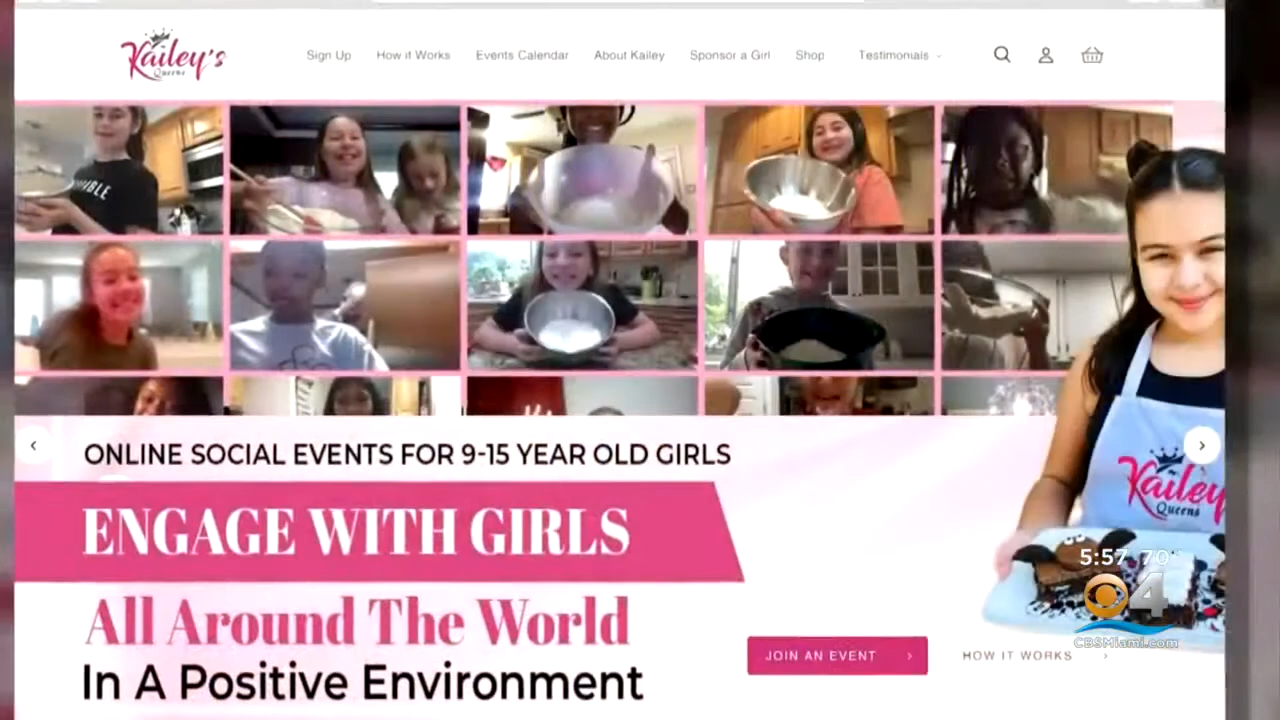 Kailey's
Queens
Sign Up How it Works Events Calendar About Kailey Sponsor a Girl Shop Testimonials
ONLINE SOCIAL EVENTS FOR 9-15 YEAR OLD GIRLS
ENGAGE WITH GIRLS
All Around The World
In A Positive Environment
JOIN AN EVENT
HOW IT WORKS
Kailey
Queens
5:57 70°
4
CBSMiami.com